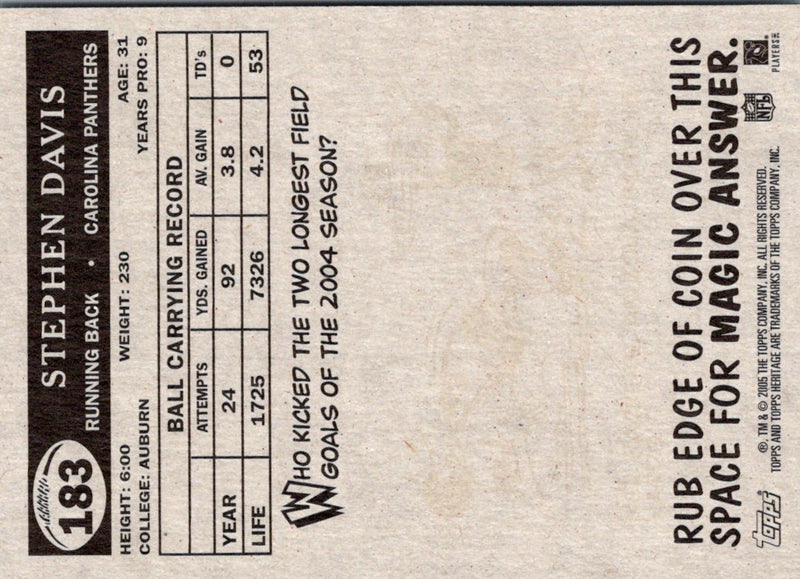 183
STEPHEN DAVIS
RUNNING BACK • CAROLINA PANTHERS
HEIGHT: 6:00 WEIGHT: 230 AGE: 31
COLLEGE: AUBURN YEARS PRO: 9
BALL CARRYING RECORD
ATTEMPTS YDS. GAINED AV. GAIN TD's
YEAR 24 92 3.8 0
LIFE 1725 7326 4.2 53
WHO KICKED THE TWO LONGEST FIELD
GOALS OF THE 2004 SEASON?
RUB EDGE OF COIN OVER THIS
SPACE FOR MAGIC ANSWER.
TOPPS
®, TM & © 2005 THE TOPPS COMPANY, INC. ALL RIGHTS RESERVED.
TOPPS AND TOPPS HERITAGE ARE TRADEMARKS OF THE TOPPS COMPANY, INC.
NFL
PLAYERS INC